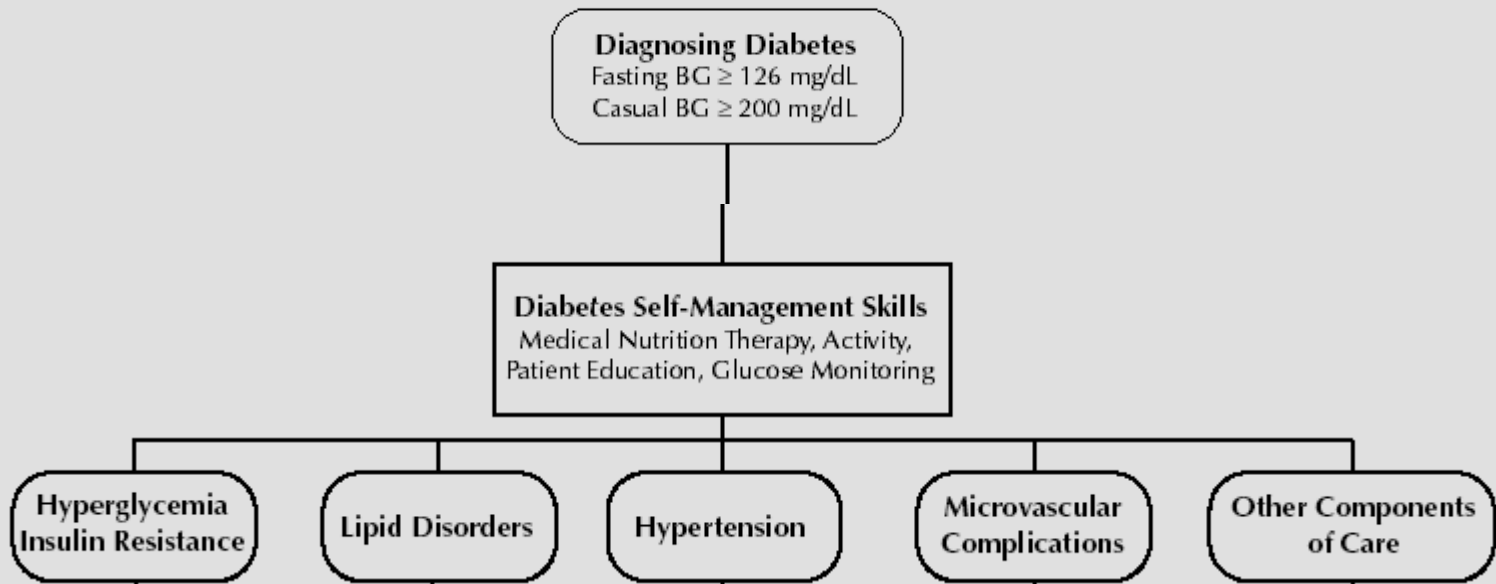 Diagnosing Diabetes
Fasting BG ≥ 126 mg/dL
Casual BG ≥ 200 mg/dL
Diabetes Self-Management Skills
Medical Nutrition Therapy, Activity,
Patient Education, Glucose Monitoring
Hyperglycemia
Insulin Resistance
Lipid Disorders
Hypertension
Microvascular
Complications
Other Components
of Care